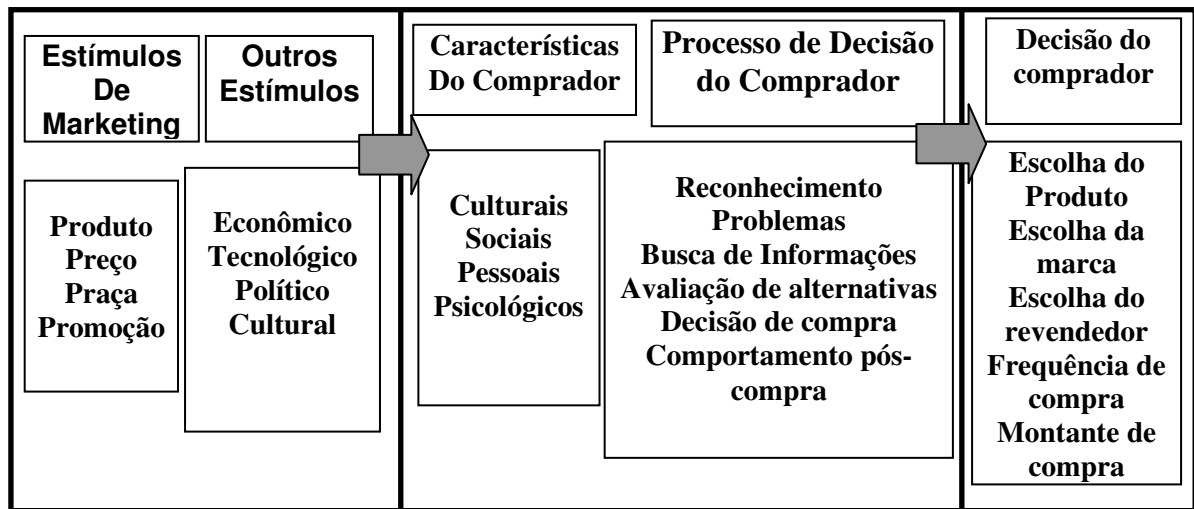 Estímulos
De
Marketing
Outros
Estímulos
Características
Do Comprador
Processo de Decisão
do Comprador
Decisão do
comprador
Produto
Preço
Praça
Promoção
Econômico
Tecnológico
Político
Cultural
Culturais
Sociais
Pessoais
Psicológicos
Reconhecimento
Problemas
Busca de Informações
Avaliação de alternativas
Decisão de compra
Comportamento pós-
compra
Escolha do
Produto
Escolha da
marca
Escolha do
revendedor
Frequência de
compra
Montante de
compra